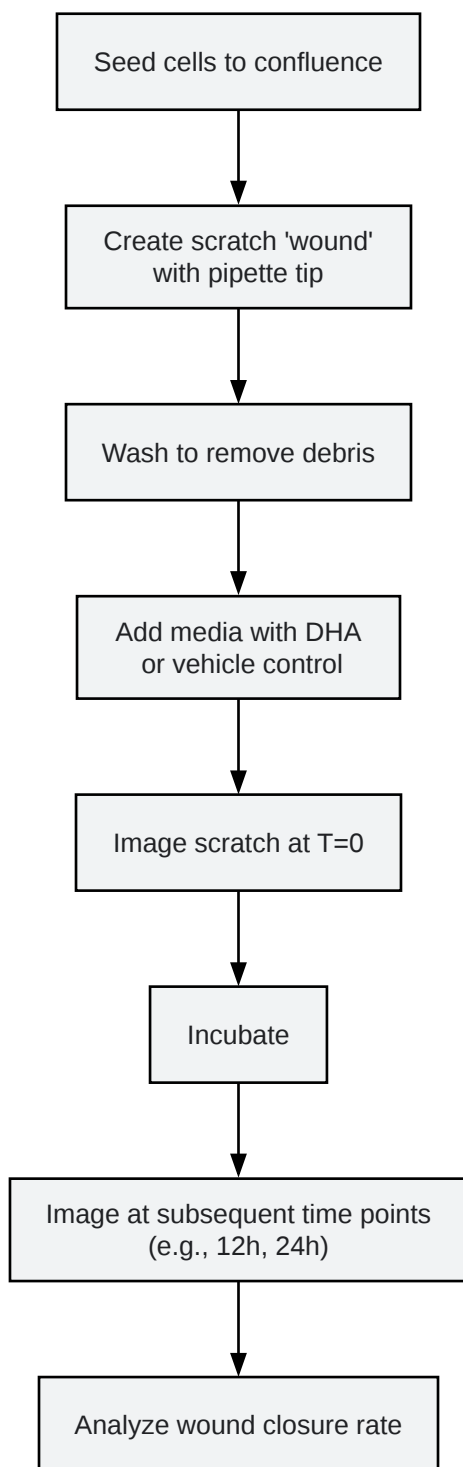 Seed cells to confluence
Create scratch 'wound'
with pipette tip
Wash to remove debris
Add media with DHA
or vehicle control
Image scratch at T=0
Incubate
Image at subsequent time points
(e.g., 12h, 24h)
Analyze wound closure rate